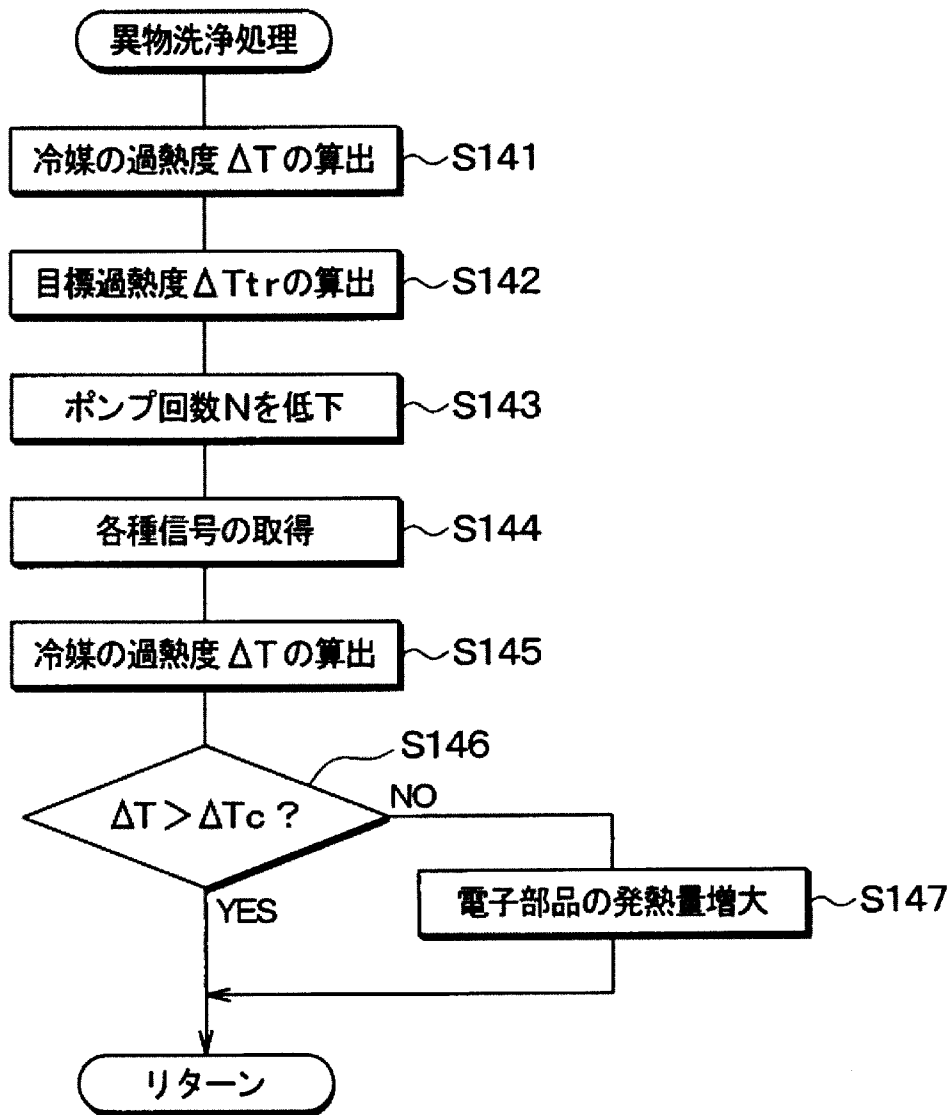 異物洗浄処理
冷媒の過熱度ΔTの算出 S141
目標過熱度ΔTtrの算出 S142
ポンプ回数Nを低下 S143
各種信号の取得 S144
冷媒の過熱度ΔTの算出 S145
S146
ΔT>ΔTc?
NO
YES
電子部品の発熱量増大 S147
リターン